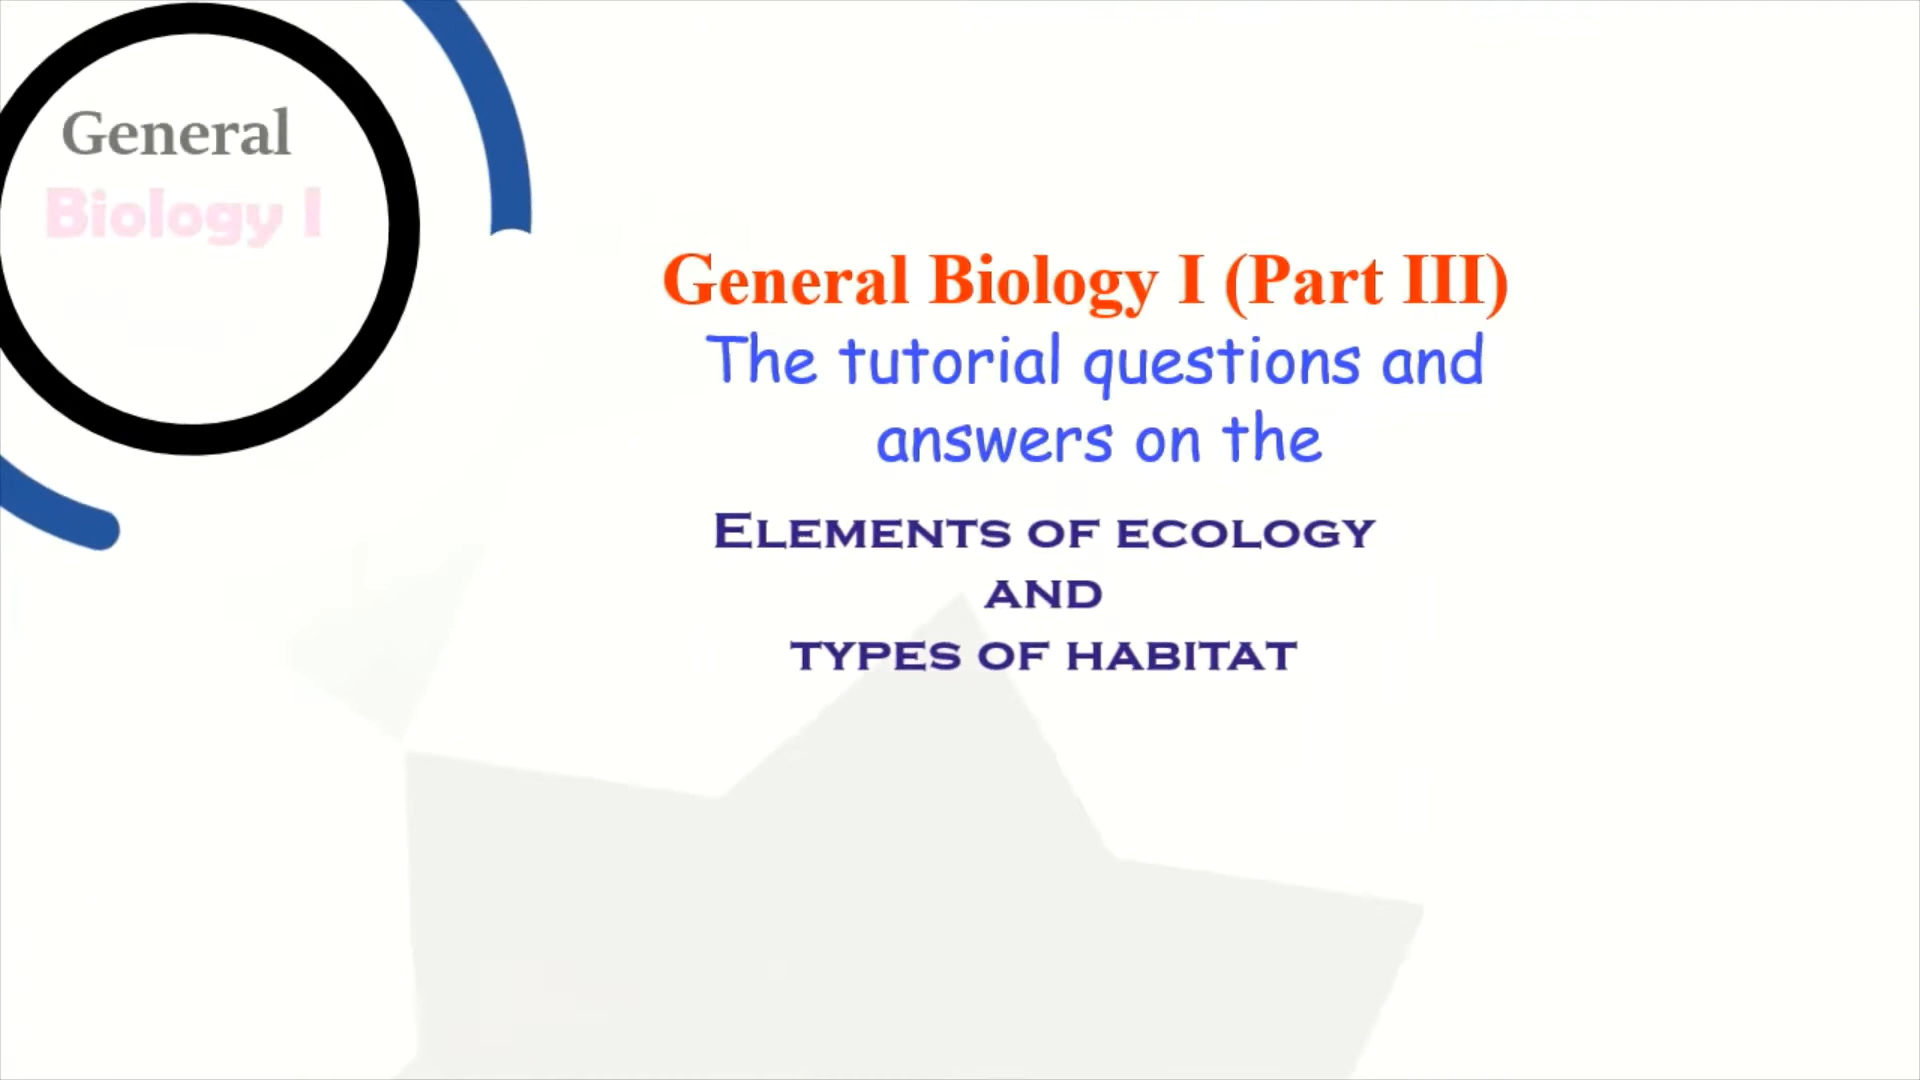 General
Biology I
General Biology I (Part III)
The tutorial questions and
answers on the
ELEMENTS OF ECOLOGY
AND
TYPES OF HABITAT